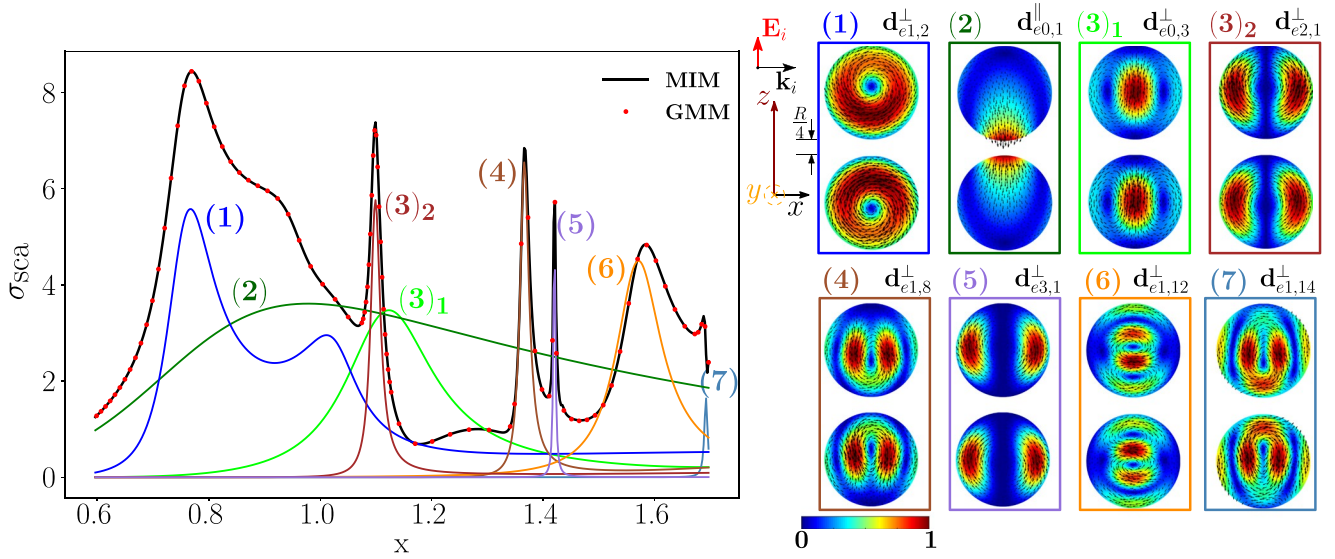 σsca
8
6
4
2
0
0.6 0.8 1.0 1.2 1.4 1.6
x
MIM
GMM
(1)
(2)
(3)₂
(3)₁
(4)
(5)
(6)
(7)
E_i
k_i
z
R/4
y
x
(1) d^⊥_{e1,2}
(2) d^∥_{e0,1}
(3)₁ d^⊥_{e0,3}
(3)₂ d^⊥_{e2,1}
(4) d^⊥_{e1,8}
(5) d^⊥_{e3,1}
(6) d^⊥_{e1,12}
(7) d^⊥_{e1,14}
0 1